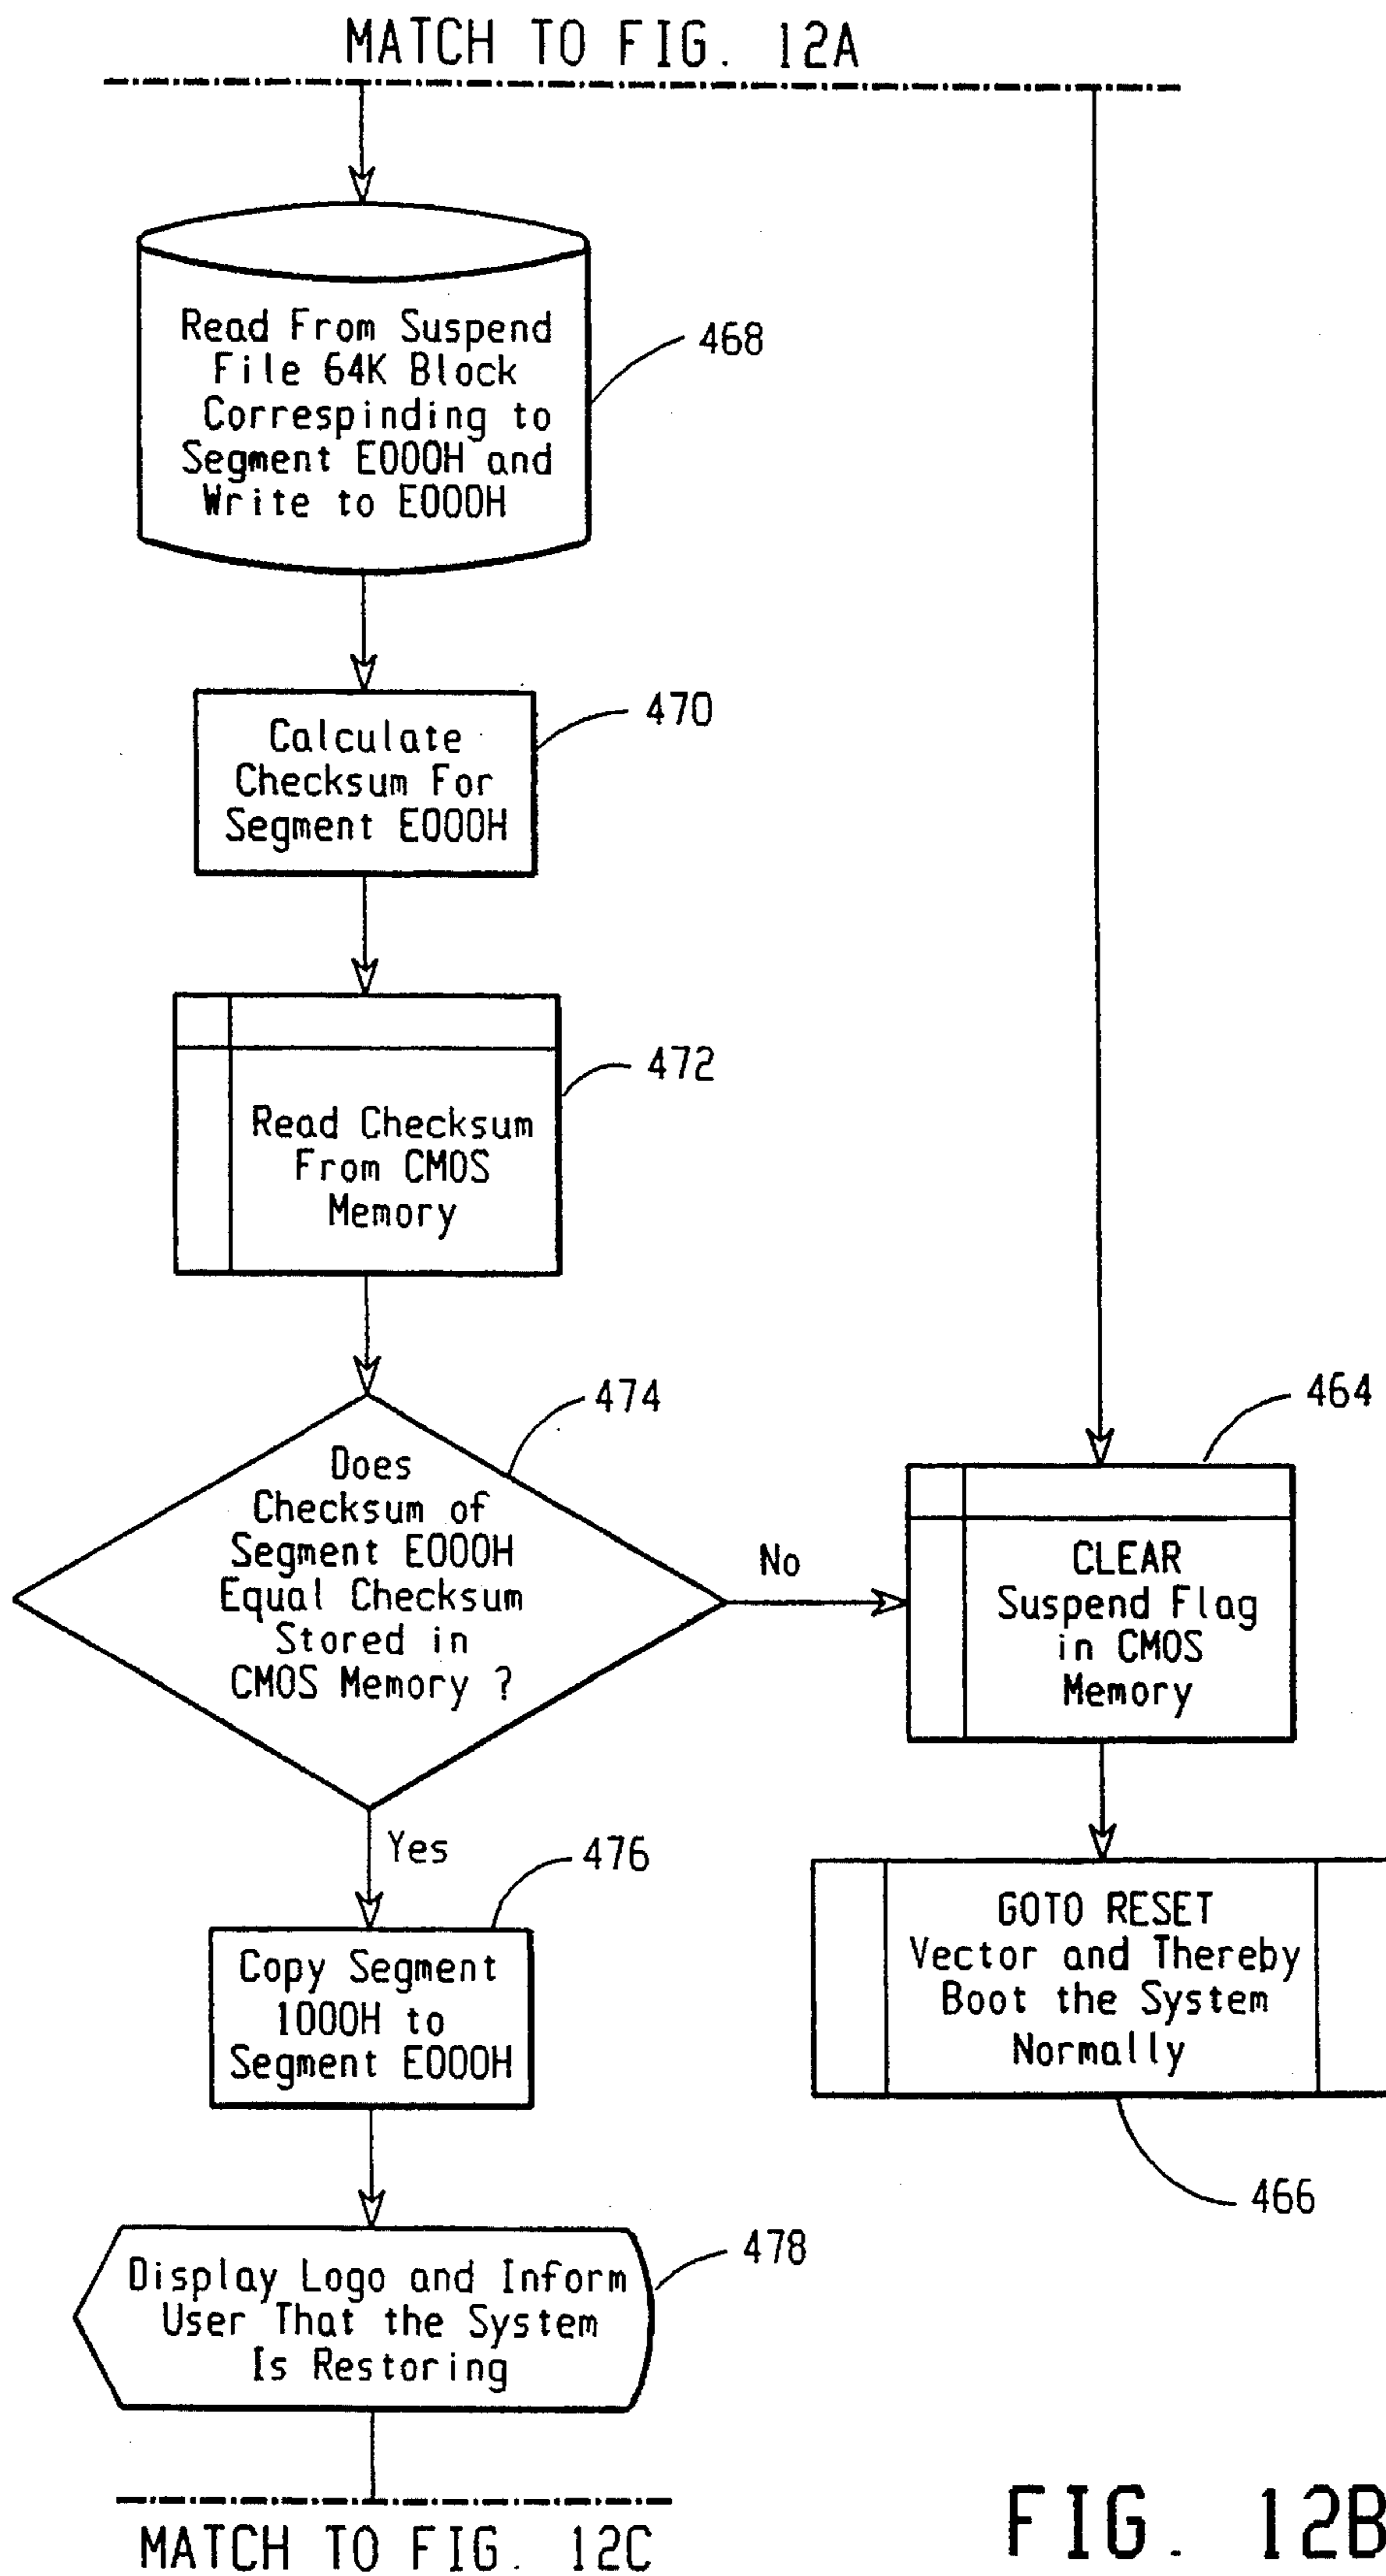 MATCH TO FIG. 12A
Read From Suspend
File 64K Block
Correspinding to
Segment E000H and
Write to E000H
468
Calculate
Checksum For
Segment E000H
470
Read Checksum
From CMOS
Memory
472
Does
Checksum of
Segment E000H
Equal Checksum
Stored in
CMOS Memory ?
474
No
464
CLEAR
Suspend Flag
in CMOS
Memory
Yes
476
Copy Segment
1000H to
Segment E000H
GOTO RESET
Vector and Thereby
Boot the System
Normally
466
478
Display Logo and Inform
User That the System
Is Restoring
MATCH TO FIG. 12C
FIG. 12B